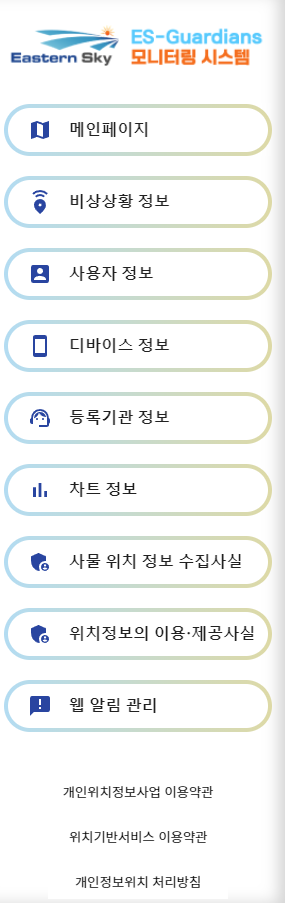 Eastern Sky
ES-Guardians
모니터링 시스템
메인페이지
비상상황 정보
사용자 정보
디바이스 정보
등록기관 정보
차트 정보
사물 위치 정보 수집사실
위치정보의 이용·제공사실
웹 알림 관리
개인위치정보사업 이용약관
위치기반서비스 이용약관
개인정보위치 처리방침